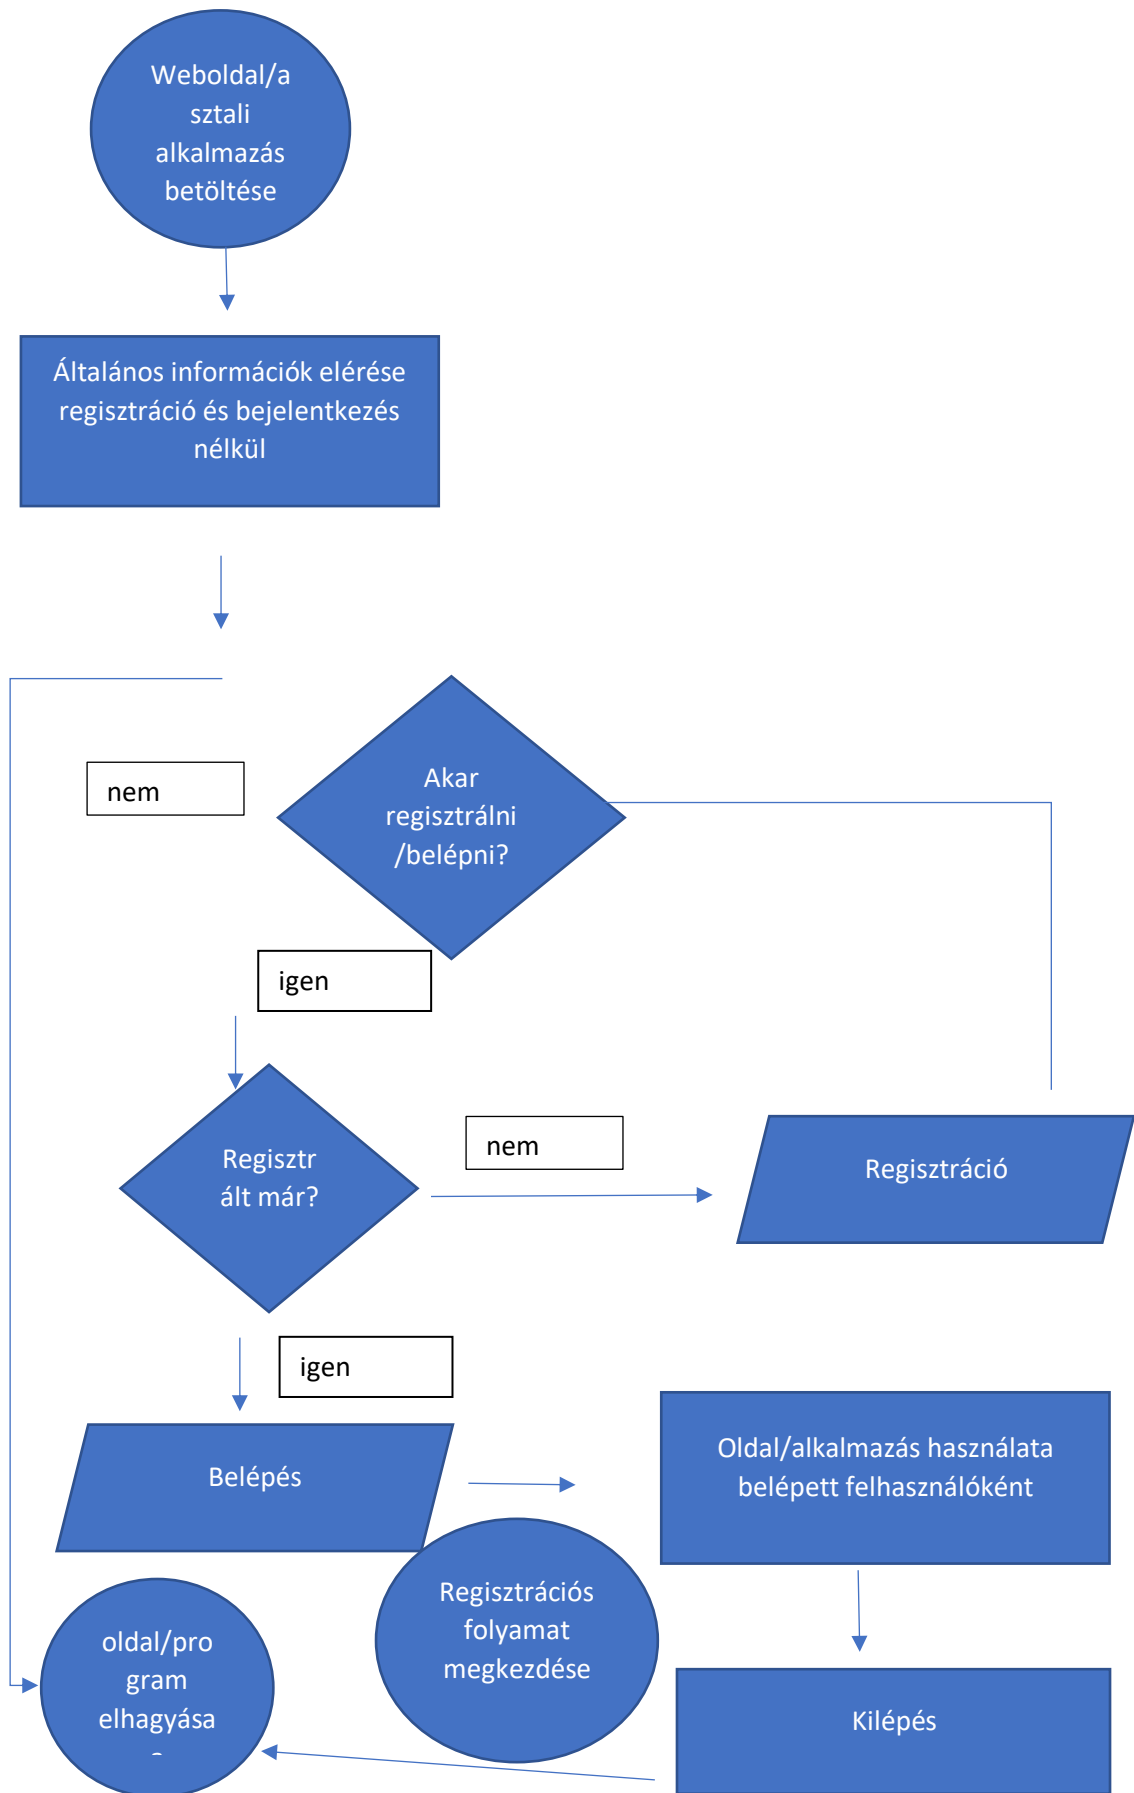 Weboldal/a
sztali
alkalmazás
betöltése
Általános információk elérése
regisztráció és bejelentkezés
nélkül
nem
Akar
regisztrálni
/belépni?
igen
Regisztr
ált már?
nem
Regisztráció
igen
Belépés
Oldal/alkalmazás használata
belépett felhasználóként
Regisztrációs
folyamat
megkezdése
oldal/pro
gram
elhagyása
Kilépés